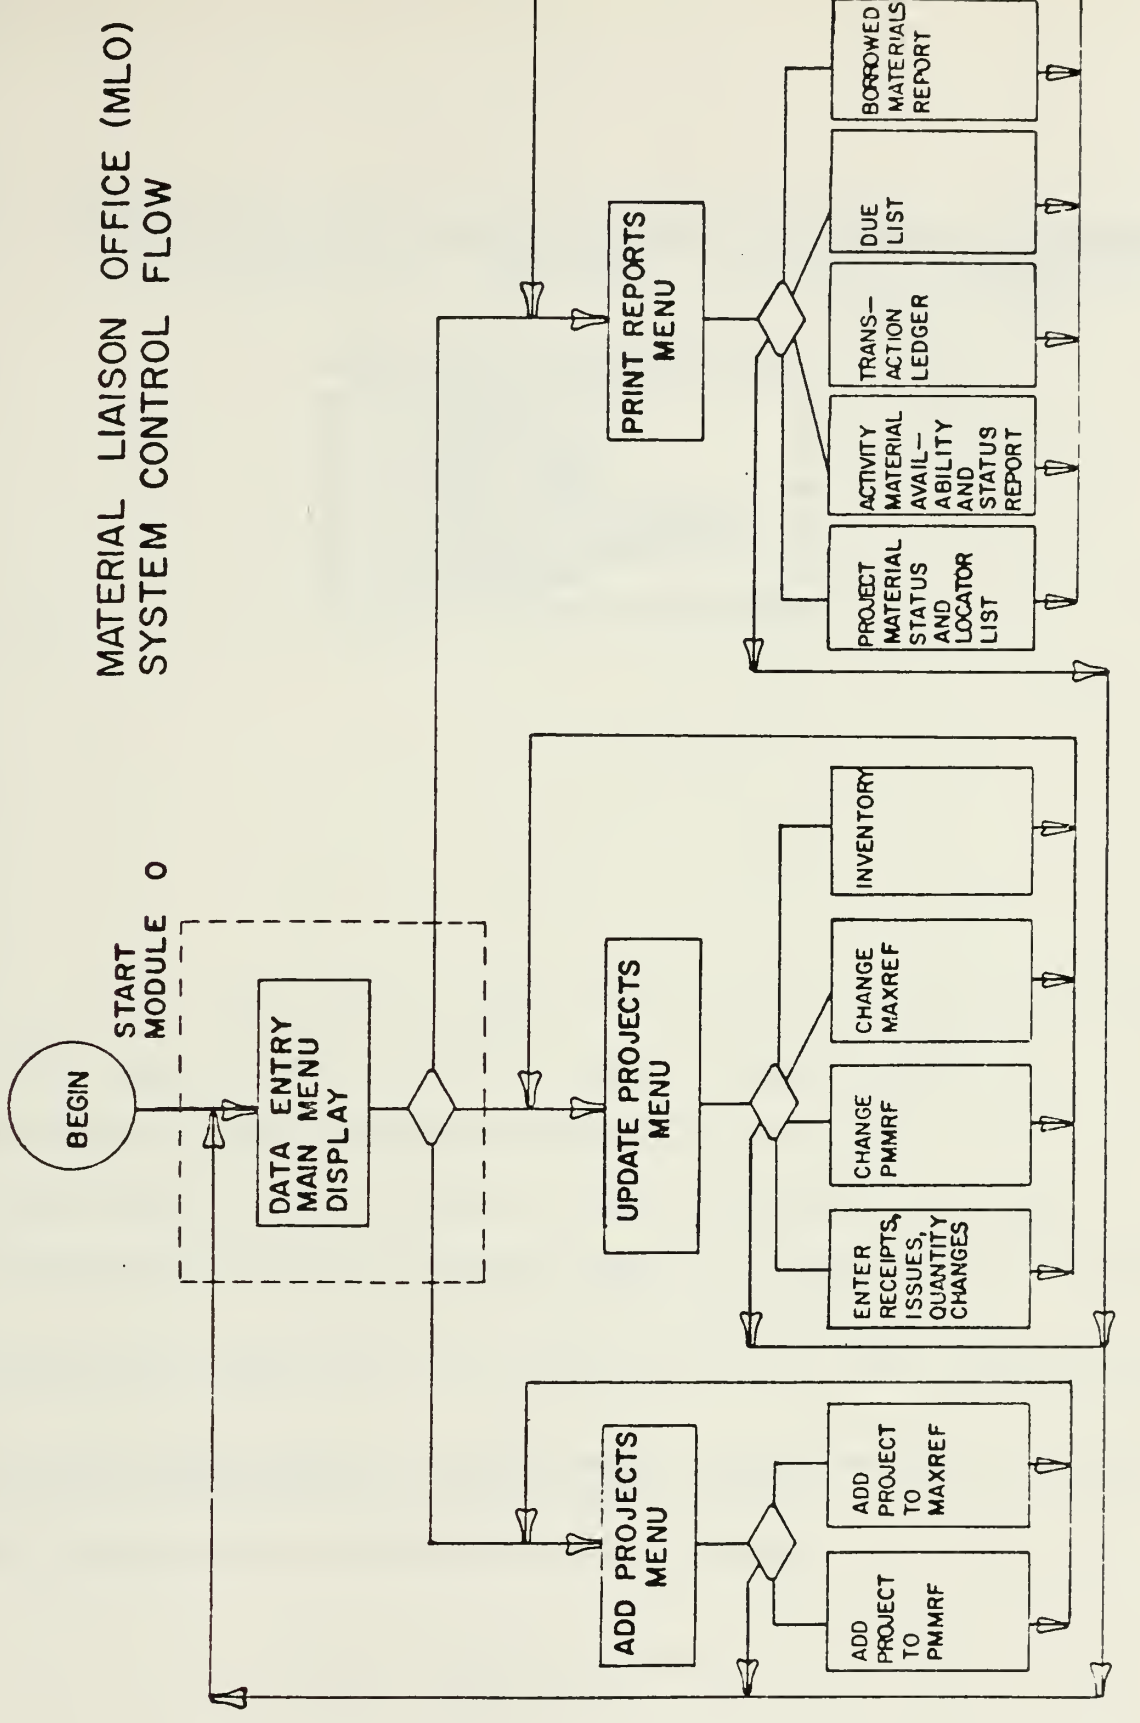 MATERIAL LIAISON OFFICE (MLO)
SYSTEM CONTROL FLOW
BEGIN
START
MODULE 0
DATA ENTRY
MAIN MENU
DISPLAY
ADD PROJECTS
MENU
UPDATE PROJECTS
MENU
PRINT REPORTS
MENU
ADD
PROJECT
TO
PMMRF
ADD
PROJECT
TO
MAXREF
ENTER
RECEIPTS,
ISSUES,
QUANTITY
CHANGES
CHANGE
PMMRF
CHANGE
MAXREF
INVENTORY
PROJECT
MATERIAL
STATUS
AND
LOCATOR
LIST
ACTIVITY
MATERIAL
AVAIL-
ABILITY
AND
STATUS
REPORT
TRANS-
ACTION
LEDGER
DUE
LIST
BORROWED
MATERIALS
REPORT